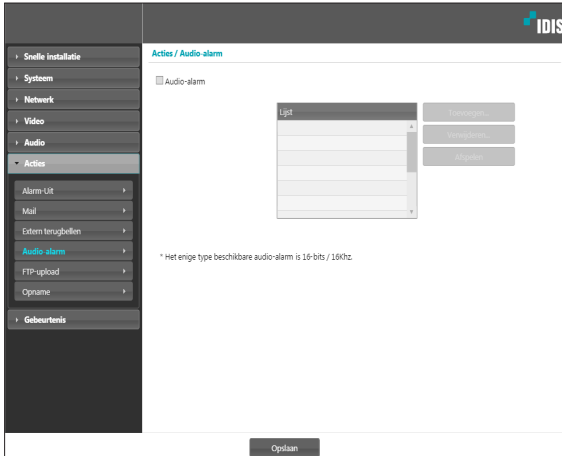 IDIS
Snelle installatie
Systeem
Netwerk
Video
Audio
Acties
Alarm-Uit
Mail
Extern terugbellen
Audio-alarm
FTP-upload
Opname
Gebeurtenis
Acties / Audio-alarm
Audio-alarm
Lijst
Toevoegen...
Verwijderen...
Afspelen
* Het enige type beschikbare audio-alarm is 16-bits / 16Khz.
Opslaan